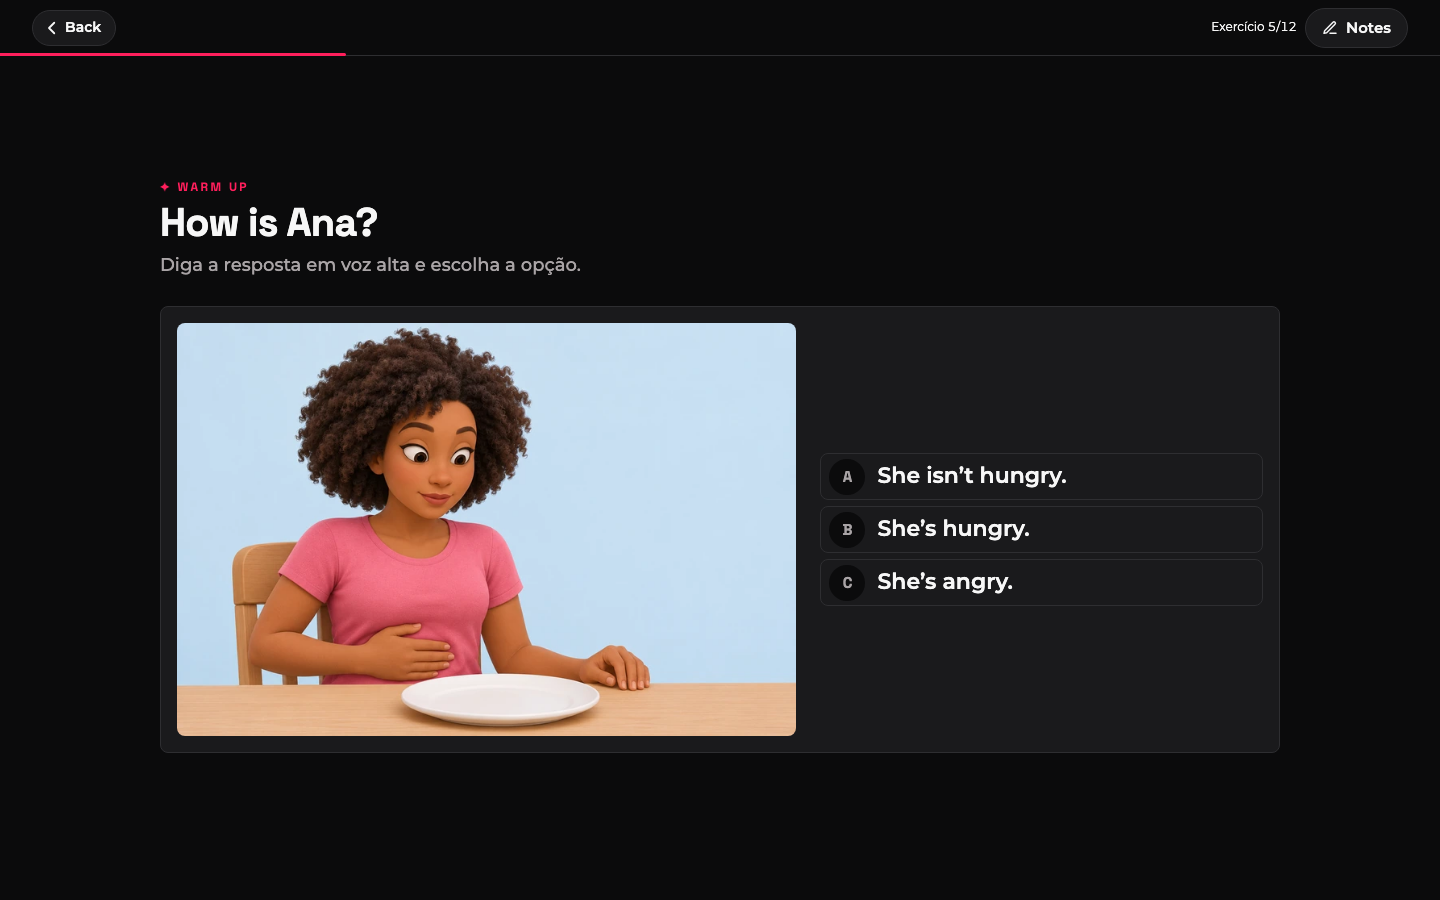 Back
Exercício 5/12
Notes
WARM UP
How is Ana?
Diga a resposta em voz alta e escolha a opção.
A She isn’t hungry.
B She’s hungry.
C She’s angry.